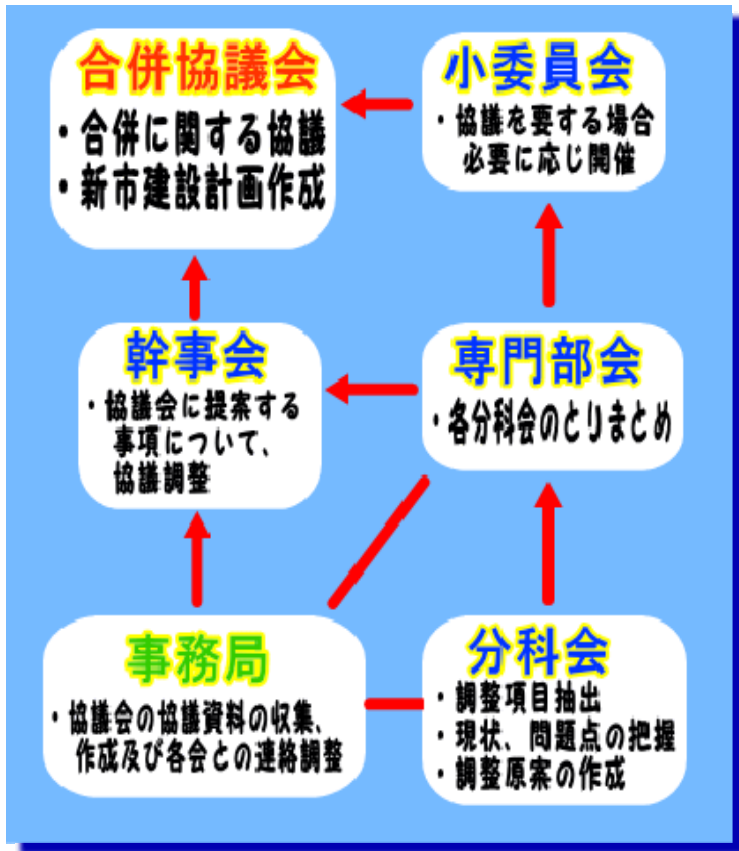 合併協議会
・合併に関する協議
・新市建設計画作成
小委員会
・協議を要する場合
必要に応じ開催
幹事会
・協議会に提案する
事項について、
協議調整
専門部会
・各分科会のとりまとめ
事務局
・協議会の協議資料の収集、
作成及び各会との連絡調整
分科会
・調整項目抽出
・現状、問題点の把握
・調整原案の作成